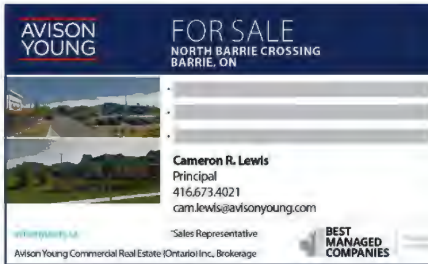 AVISON
YOUNG
FOR SALE
NORTH BARRIE CROSSING
BARRIE, ON
Cameron R. Lewis
Principal
416.673.4021
cam.lewis@avisonyoung.com
*Sales Representative
Avison Young Commercial Real Estate (Ontario) Inc., Brokerage
BEST
MANAGED
COMPANIES